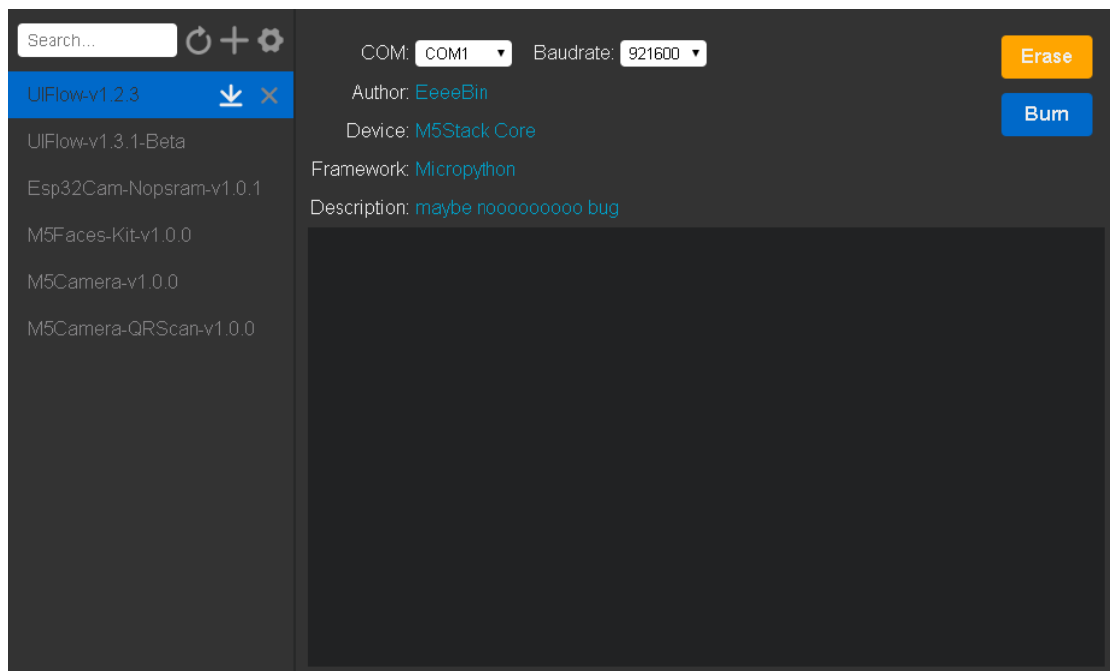 Search...
UIFlow-v1.2.3
UIFlow-v1.3.1-Beta
Esp32Cam-Nopsram-v1.0.1
M5Faces-Kit-v1.0.0
M5Camera-v1.0.0
M5Camera-QRScan-v1.0.0
COM: COM1 Baudrate: 921600
Author: EeeeBin
Device: M5Stack Core
Framework: Micropython
Description: maybe nooooooooo bug
Erase
Burn